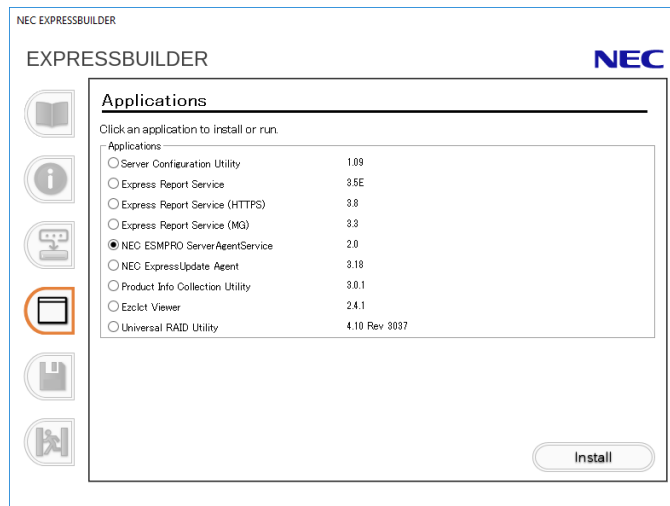 NEC EXPRESSBUILDER
EXPRESSBUILDER
NEC
Applications
Click an application to install or run.
Applications
Server Configuration Utility 1.09
Express Report Service 3.5E
Express Report Service (HTTPS) 3.8
Express Report Service (MG) 3.3
NEC ESMPRO ServerAgentService 2.0
NEC ExpressUpdate Agent 3.18
Product Info Collection Utility 3.0.1
Ezclct Viewer 2.4.1
Universal RAID Utility 4.10 Rev 3037
Install